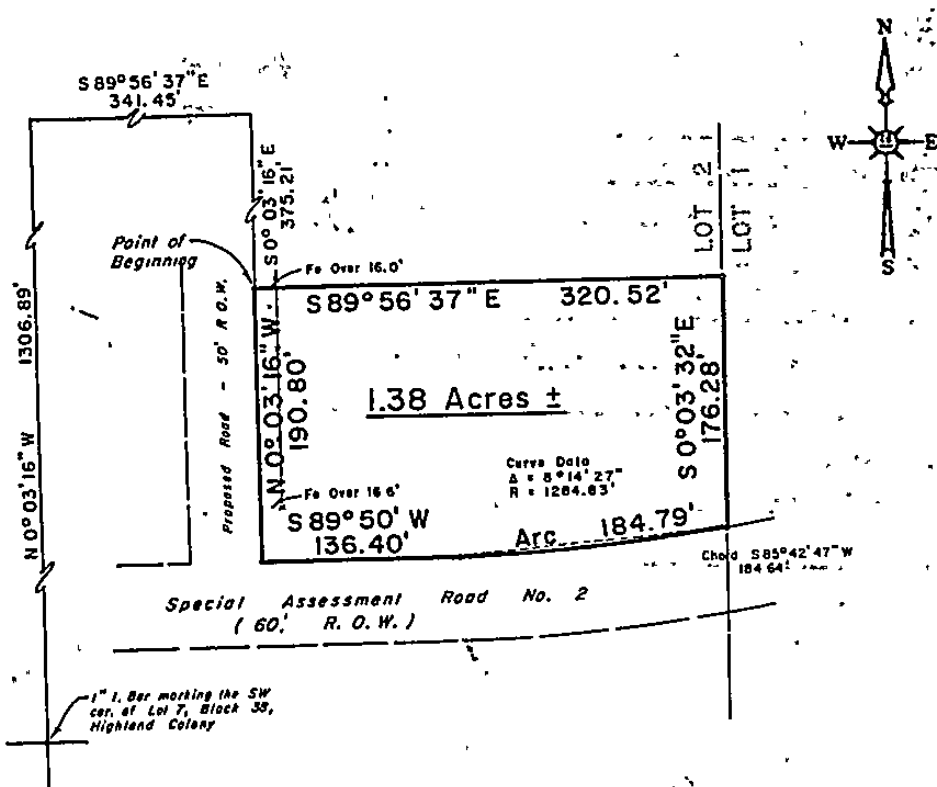 N
W
E
S
S 89° 56' 37" E
341.45'
S 0° 03' 16" E
375.21'
LOT 2
LOT 1
Point of
Beginning
Fe Over 16.0'
S 89° 56' 37" E 320.52'
N 0° 03' 16" W
1306.89'
Proposed Road - 50' R.O.W.
N 0° 03' 16" W
190.80'
1.38 Acres ±
S 0° 03' 32" E
176.28'
Curve Data
Δ = 8° 14' 27"
R = 1284.83'
Fe Over 16.6'
S 89° 50' W
136.40'
Arc 184.79'
Chord S 85° 42' 47" W
184.64'
Special Assessment Road No. 2
(60' R.O.W.)
1" I. Bar marking the SW
cor. of Lot 7, Block 35,
Highland Colony